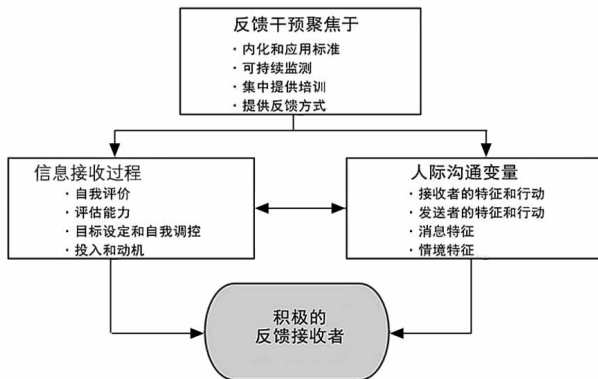 反馈干预聚焦于
· 内化和应用标准
· 可持续监测
· 集中提供培训
· 提供反馈方式
信息接收过程
· 自我评价
· 评估能力
· 目标设定和自我调控
· 投入和动机
人际沟通变量
· 接收者的特征和行动
· 发送者的特征和行动
· 消息特征
· 情境特征
积极的
反馈接收者